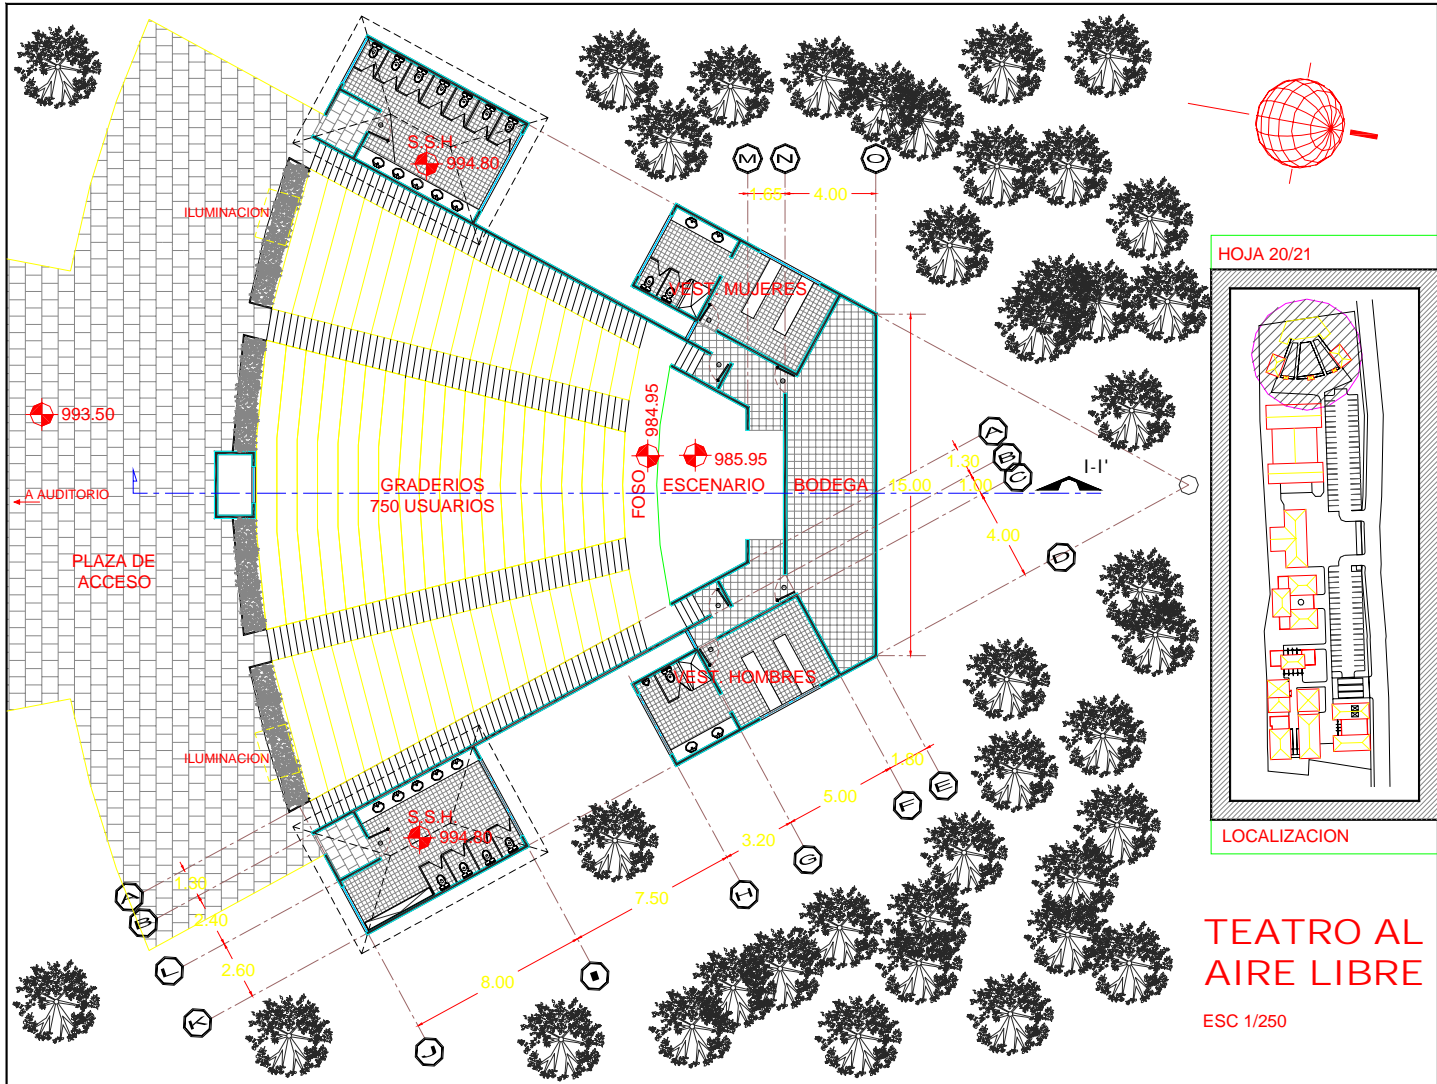 S.S.H.
994.80
M
N
O
1.65
4.00
ILUMINACION
HOJA 20/21
VEST. MUJERES
993.50
984.95
985.95
A
B
C
1.30
1.00
I-I'
A AUDITORIO
GRADERIOS
750 USUARIOS
FOSO
ESCENARIO
BODEGA
15.00
4.00
D
PLAZA DE
ACCESO
VEST. HOMBRES
ILUMINACION
S.S.H.
994.80
1.80
5.00
F
E
3.20
G
LOCALIZACION
1.30
A
B
2.40
7.50
H
L
2.60
8.00
K
J
TEATRO AL
AIRE LIBRE
ESC 1/250